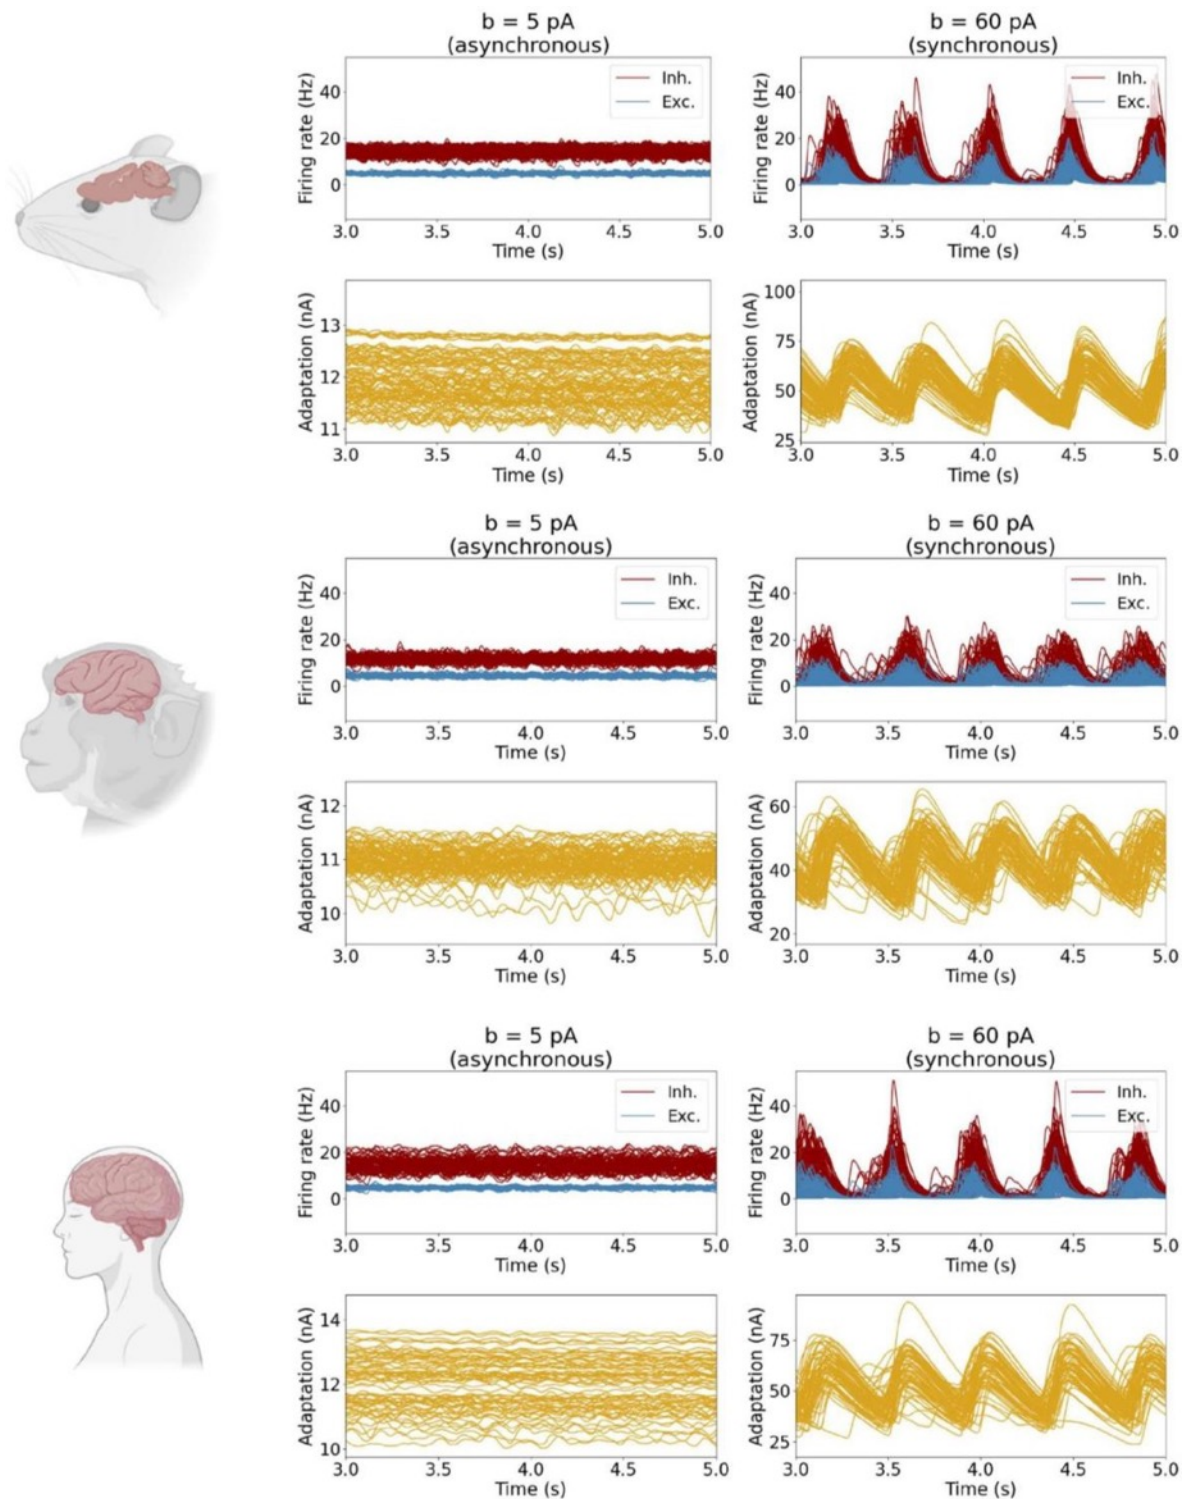 b = 5 pA
(asynchronous)
b = 60 pA
(synchronous)
Firing rate (Hz)
40
20
0
Inh.
Exc.
3.0 3.5 4.0 4.5 5.0
Time (s)
Firing rate (Hz)
40
20
0
Inh.
Exc.
3.0 3.5 4.0 4.5 5.0
Time (s)
Adaptation (nA)
13
12
11
3.0 3.5 4.0 4.5 5.0
Time (s)
Adaptation (nA)
100
75
50
25
3.0 3.5 4.0 4.5 5.0
Time (s)
b = 5 pA
(asynchronous)
b = 60 pA
(synchronous)
Firing rate (Hz)
40
20
0
Inh.
Exc.
3.0 3.5 4.0 4.5 5.0
Time (s)
Firing rate (Hz)
40
20
0
Inh.
Exc.
3.0 3.5 4.0 4.5 5.0
Time (s)
Adaptation (nA)
12
11
10
3.0 3.5 4.0 4.5 5.0
Time (s)
Adaptation (nA)
60
40
20
3.0 3.5 4.0 4.5 5.0
Time (s)
b = 5 pA
(asynchronous)
b = 60 pA
(synchronous)
Firing rate (Hz)
40
20
0
Inh.
Exc.
3.0 3.5 4.0 4.5 5.0
Time (s)
Firing rate (Hz)
40
20
0
Inh.
Exc.
3.0 3.5 4.0 4.5 5.0
Time (s)
Adaptation (nA)
14
12
10
3.0 3.5 4.0 4.5 5.0
Time (s)
Adaptation (nA)
75
50
25
3.0 3.5 4.0 4.5 5.0
Time (s)